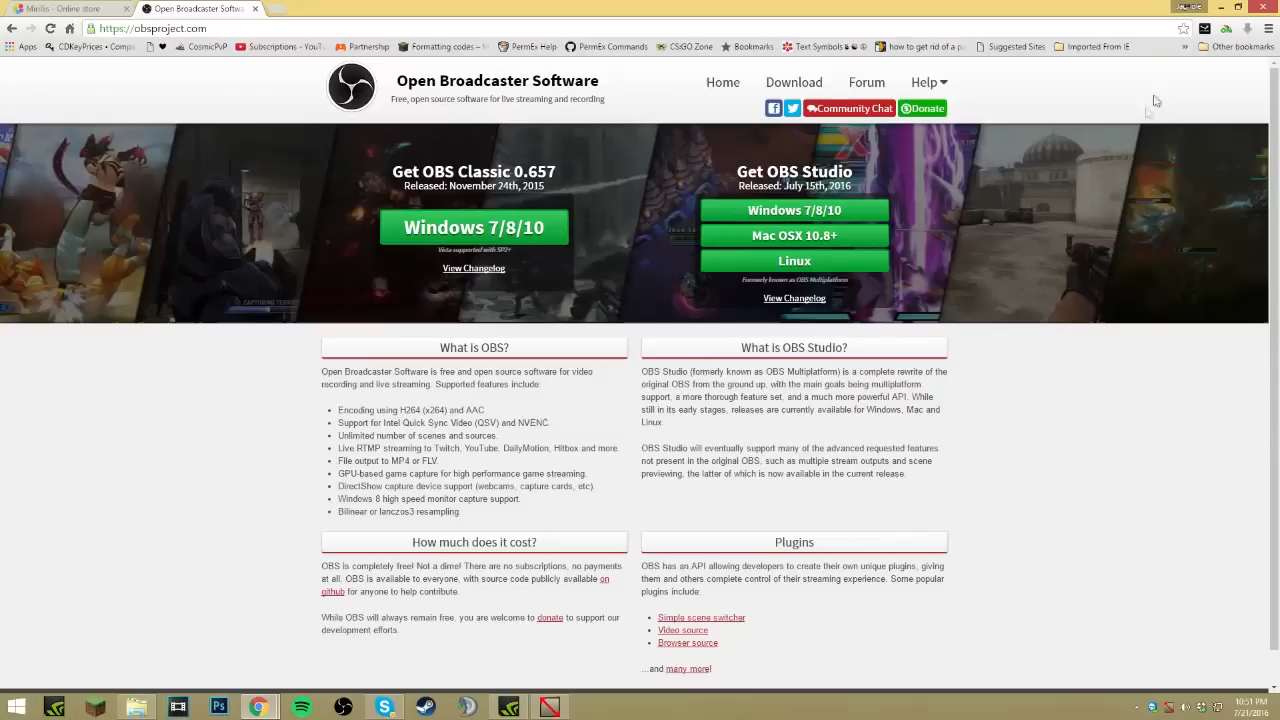 Mirillis - Online store
Open Broadcaster Softwa
https://obsproject.com
Apps
CDKeyPrices - Compa
CosmicPvP
Subscriptions - YouTu
Partnership
Formatting codes – M
PermEx Help
PermEx Commands
CSGO Zone
Bookmarks
Text Symbols
how to get rid of a p
Suggested Sites
Imported From IE
»
Other bookmarks
Open Broadcaster Software
Free, open source software for live streaming and recording
Home
Download
Forum
Help
Community Chat
Donate
Get OBS Classic 0.657
Released: November 24th, 2015
Windows 7/8/10
Vista supported with SP2+
View Changelog
Get OBS Studio
Released: July 15th, 2016
Windows 7/8/10
Mac OSX 10.8+
Linux
Formerly known as OBS Multiplatform
View Changelog
What is OBS?
Open Broadcaster Software is free and open source software for video
recording and live streaming. Supported features include:
• Encoding using H264 (x264) and AAC
• Support for Intel Quick Sync Video (QSV) and NVENC.
• Unlimited number of scenes and sources.
• Live RTMP streaming to Twitch, YouTube, DailyMotion, Hitbox and more.
• File output to MP4 or FLV.
• GPU-based game capture for high performance game streaming.
• DirectShow capture device support (webcams, capture cards, etc).
• Windows 8 high speed monitor capture support.
• Bilinear or lanczos3 resampling.
What is OBS Studio?
OBS Studio (formerly known as OBS Multiplatform) is a complete rewrite of the
original OBS from the ground up, with the main goals being multiplatform
support, a more thorough feature set, and a much more powerful API. While
still in its early stages, releases are currently available for Windows, Mac and
Linux.
OBS Studio will eventually support many of the advanced requested features
not present in the original OBS, such as multiple stream outputs and scene
previewing, the latter of which is now available in the current release.
How much does it cost?
OBS is completely free! Not a dime! There are no subscriptions, no payments
at all. OBS is available to everyone, with source code publicly available on
github for anyone to help contribute.
While OBS will always remain free, you are welcome to donate to support our
development efforts.
Plugins
OBS has an API allowing developers to create their own unique plugins, giving
them and others complete control of their streaming experience. Some popular
plugins include:
• Simple scene switcher
• Video source
• Browser source
...and many more!
10:51 PM
7/21/2016